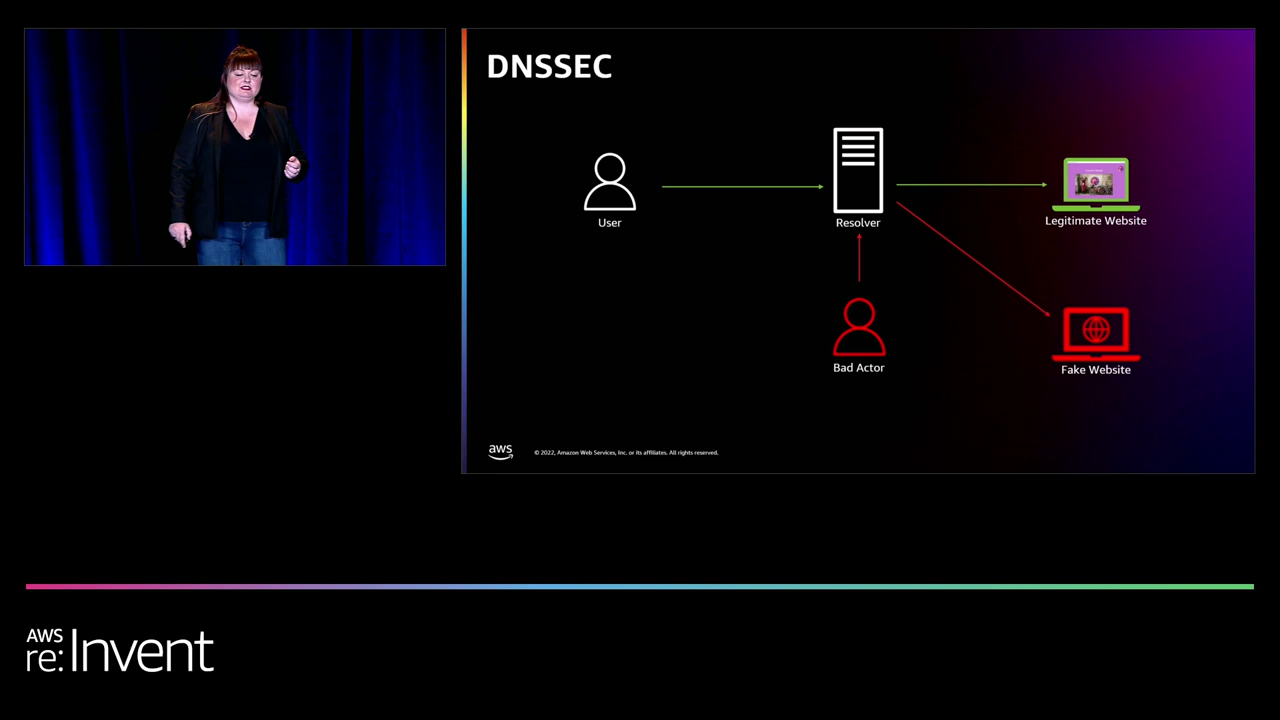 DNSSEC
User
Resolver
Legitimate Website
Bad Actor
Fake Website
aws
© 2022, Amazon Web Services, Inc. or its affiliates. All rights reserved.
AWS
re:Invent